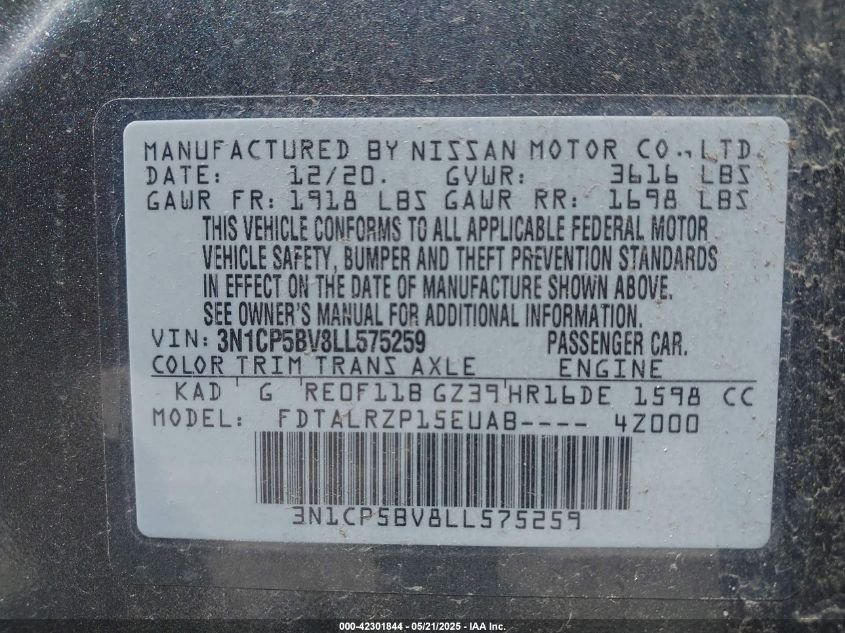 MANUFACTURED BY NISSAN MOTOR CO., LTD.
DATE: 12/20. GVWR: 3616 LBS
GAWR FR: 1918 LBS GAWR RR: 1698 LBS
THIS VEHICLE CONFORMS TO ALL APPLICABLE FEDERAL MOTOR
VEHICLE SAFETY, BUMPER AND THEFT PREVENTION STANDARDS
IN EFFECT ON THE DATE OF MANUFACTURE SHOWN ABOVE.
SEE OWNER'S MANUAL FOR ADDITIONAL INFORMATION.
VIN: 3N1CP5BV8LL575259 PASSENGER CAR.
COLOR TRIM TRANS AXLE ENGINE
KAD G RE0F11B GZ39 HR16DE 1598 CC
MODEL: FDTALRZP15EUAB---- 4Z000
3N1CP5BV8LL575259
000-42301844 / 05/21/2025 - IAA Inc.